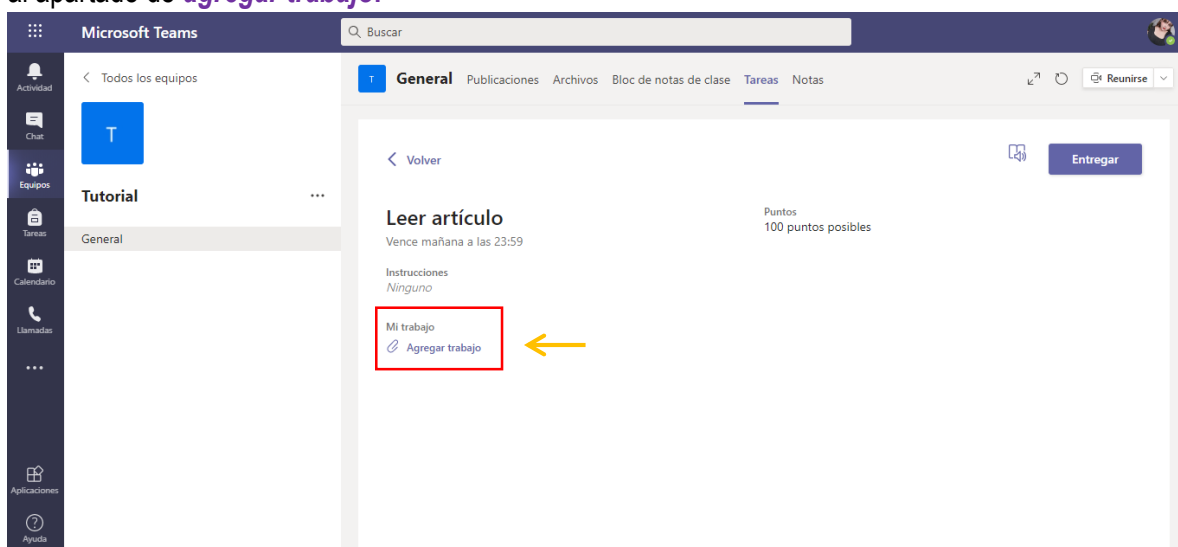 al apartado de agregar trabajo.
Microsoft Teams
Buscar
Actividad
Chat
Equipos
Tareas
Calendario
Llamadas
Aplicaciones
Ayuda
Todos los equipos
T
Tutorial
General
T General Publicaciones Archivos Bloc de notas de clase Tareas Notas
Reunirse
Volver
Entregar
Leer artículo
Vence mañana a las 23:59
Puntos
100 puntos posibles
Instrucciones
Ninguno
Mi trabajo
Agregar trabajo